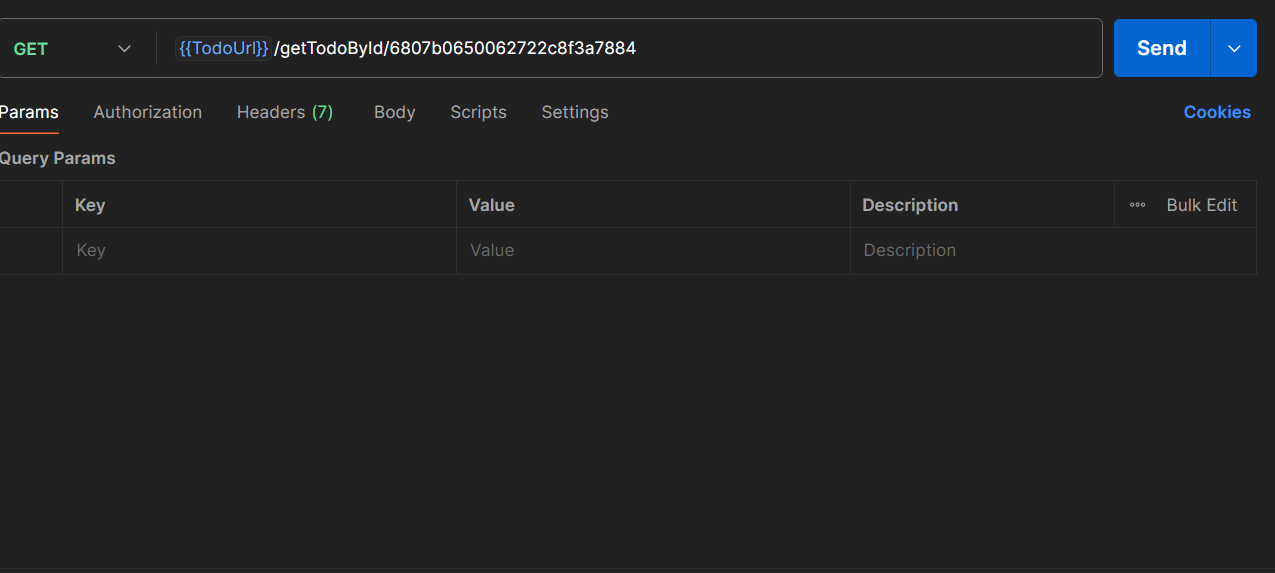 GET {{TodoUrl}} /getTodoById/6807b0650062722c8f3a7884 Send
Params Authorization Headers (7) Body Scripts Settings Cookies
Query Params
Key Value Description Bulk Edit
Key Value Description